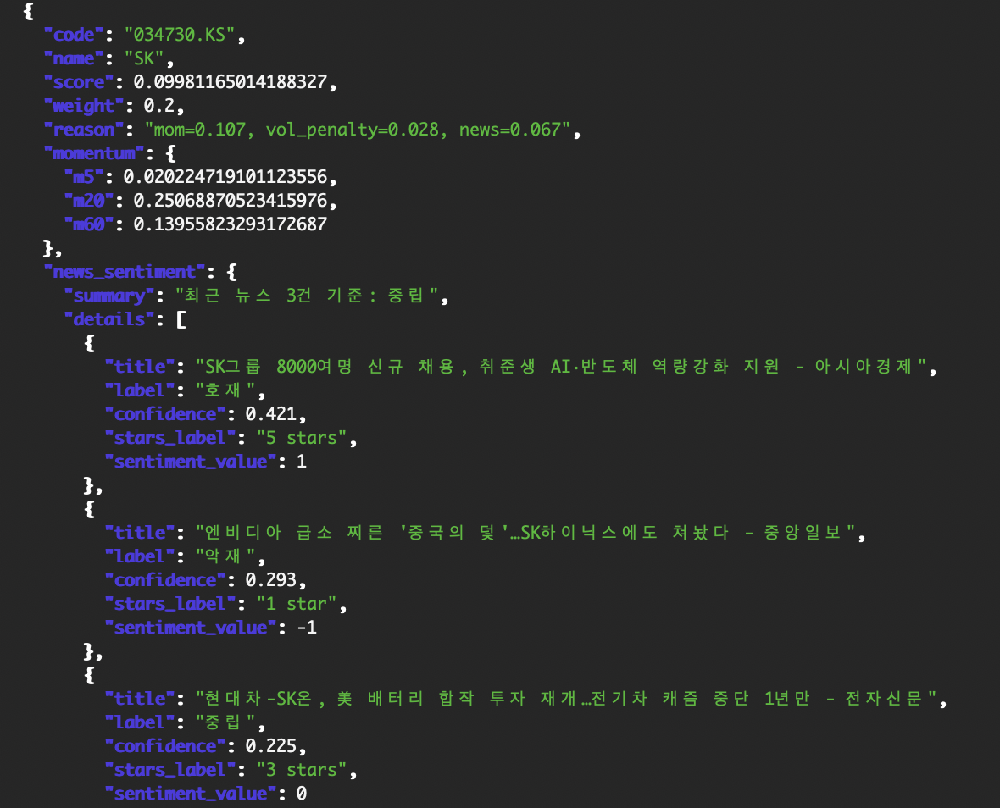 {
"code": "034730.KS",
"name": "SK",
"score": 0.09981165014188327,
"weight": 0.2,
"reason": "mom=0.107, vol_penalty=0.028, news=0.067",
"momentum": {
"m5": 0.020224719101123556,
"m20": 0.25068870523415976,
"m60": 0.13955823293172687
},
"news_sentiment": {
"summary": "최근 뉴스 3건 기준: 중립",
"details": [
{
"title": "SK그룹 8000여명 신규 채용, 취준생 AI·반도체 역량강화 지원 - 아시아경제",
"label": "호재",
"confidence": 0.421,
"stars_label": "5 stars",
"sentiment_value": 1
},
{
"title": "엔비디아 급소 찌른 '중국의 덫'…SK하이닉스에도 쳐놨다 - 중앙일보",
"label": "악재",
"confidence": 0.293,
"stars_label": "1 star",
"sentiment_value": -1
},
{
"title": "현대차-SK온, 美 배터리 합작 투자 재개…전기차 캐즘 중단 1년만 - 전자신문",
"label": "중립",
"confidence": 0.225,
"stars_label": "3 stars",
"sentiment_value": 0